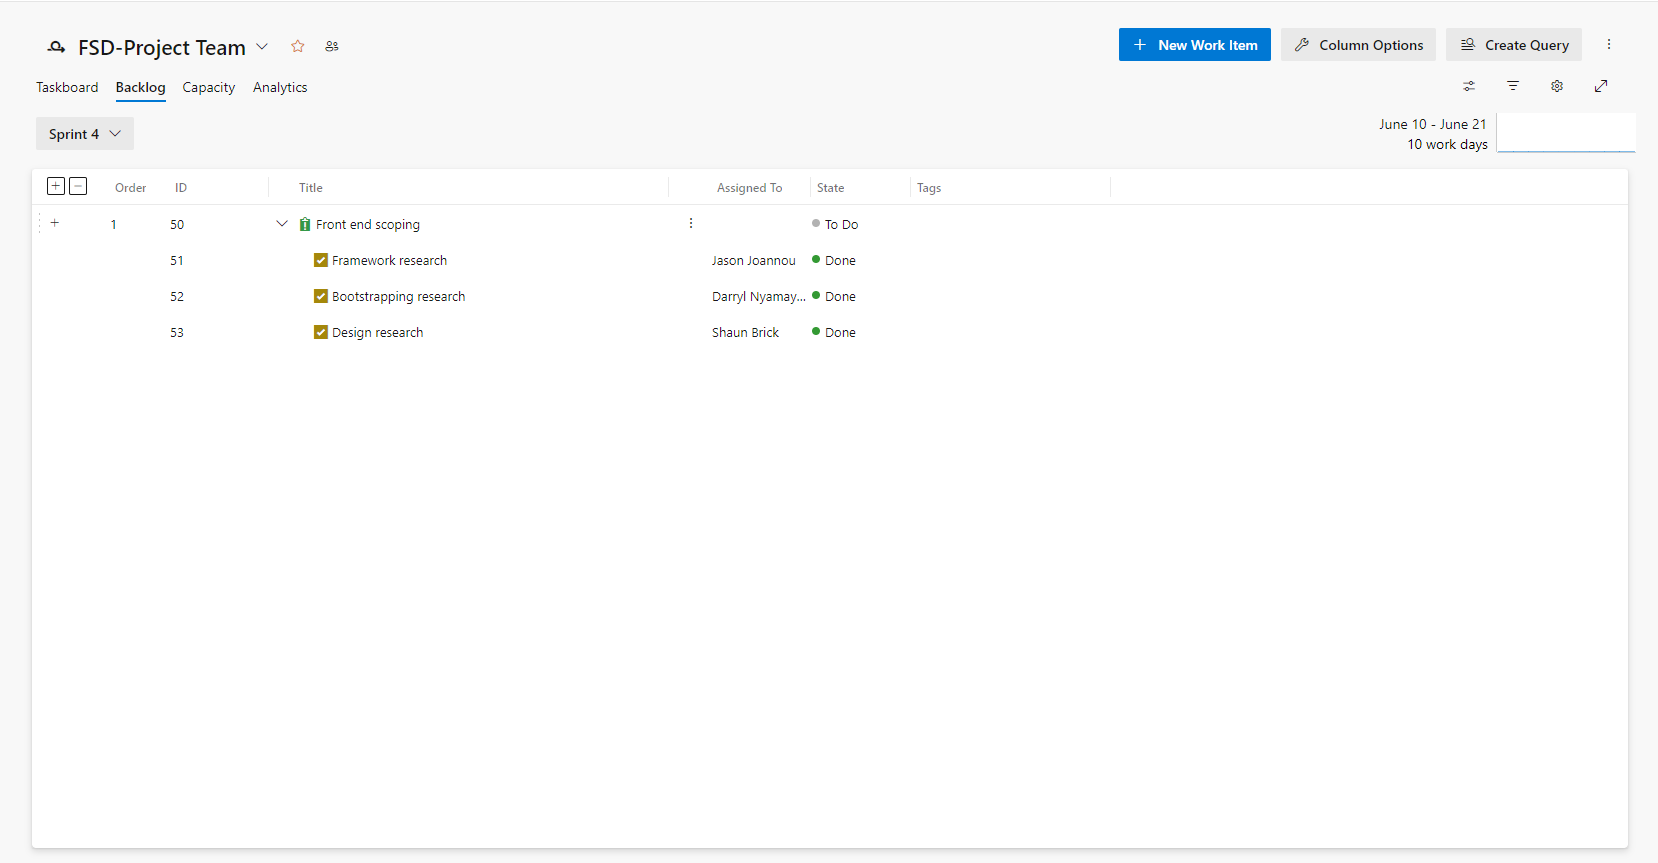 FSD-Project Team
New Work Item
Column Options
Create Query
Taskboard
Backlog
Capacity
Analytics
Sprint 4
June 10 - June 21
10 work days
Order ID Title Assigned To State Tags
1 50 Front end scoping To Do
51 Framework research Jason Joannou Done
52 Bootstrapping research Darryl Nyamay... Done
53 Design research Shaun Brick Done